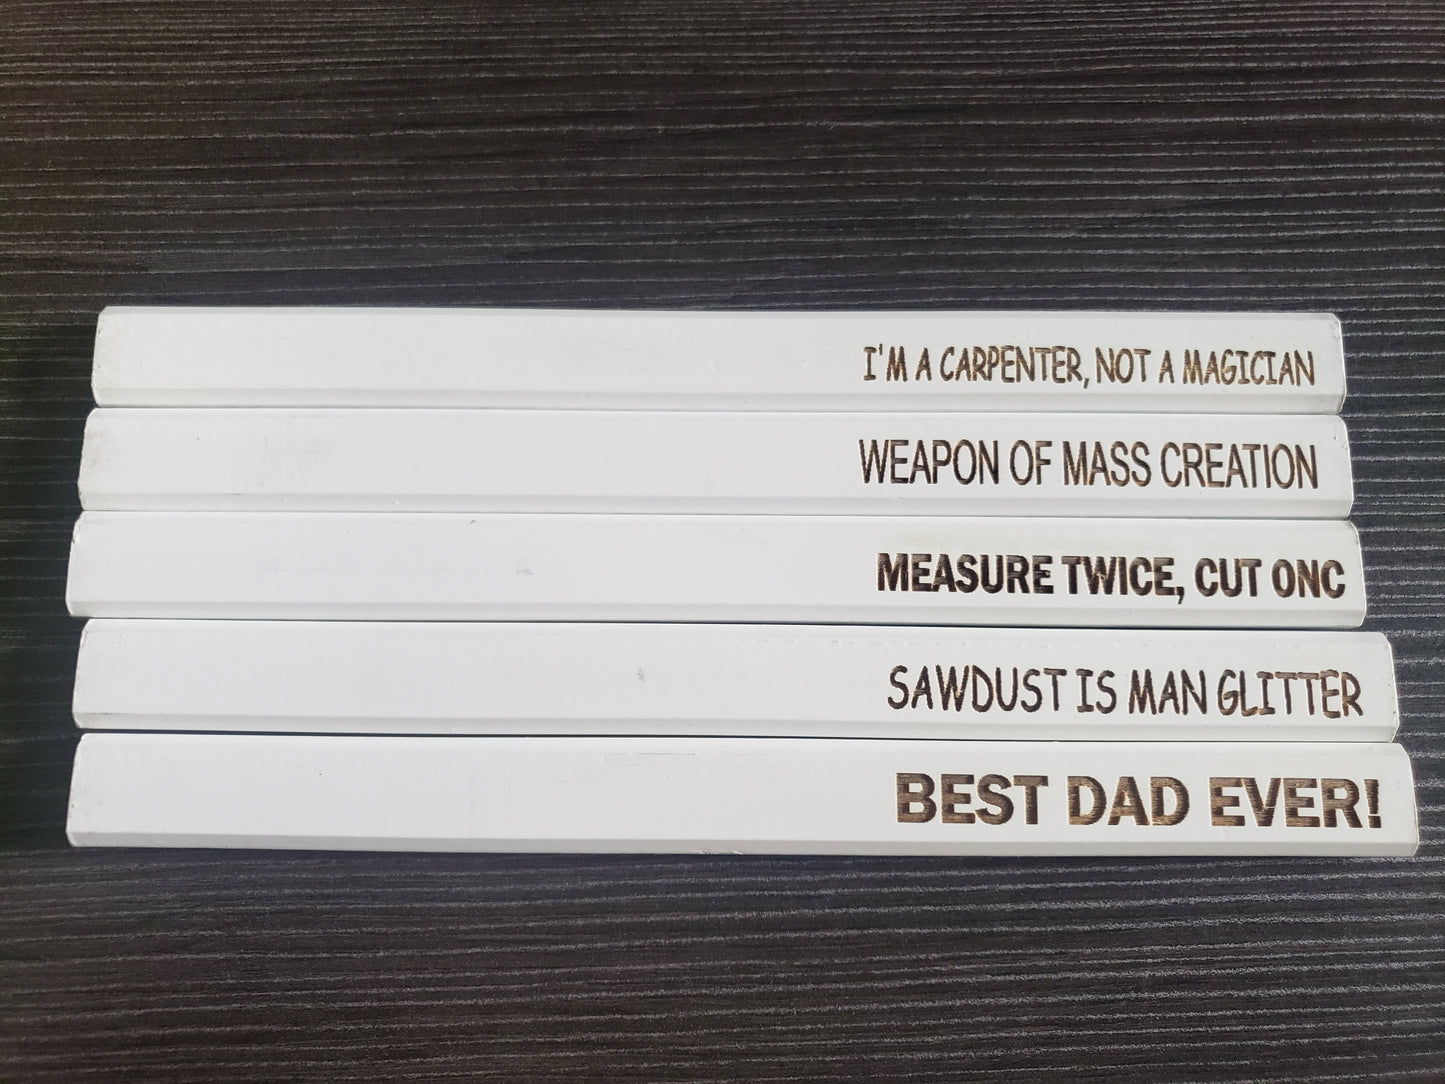 I'M A CARPENTER, NOT A MAGICIAN
WEAPON OF MASS CREATION
MEASURE TWICE, CUT ONC
SAWDUST IS MAN GLITTER
BEST DAD EVER!